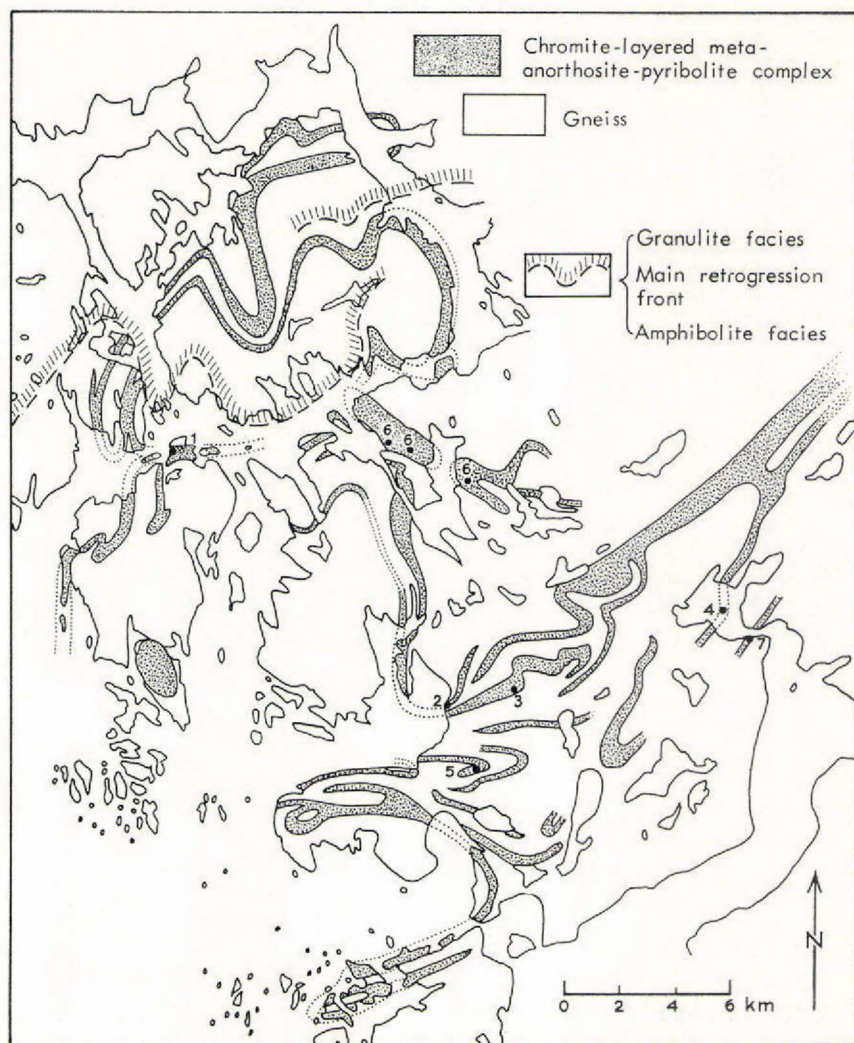 Chromite-layered meta-
anorthosite-pyribolite complex
Gneiss
Granulite facies
Main retrogression
front
Amphibolite facies
1
6 6
6
4
7
2
3
5
N
0 2 4 6 km